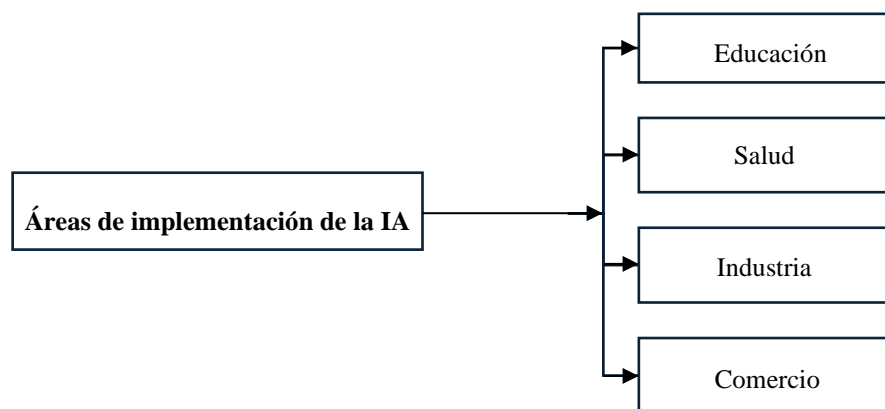 Educación
Salud
Áreas de implementación de la IA
Industria
Comercio